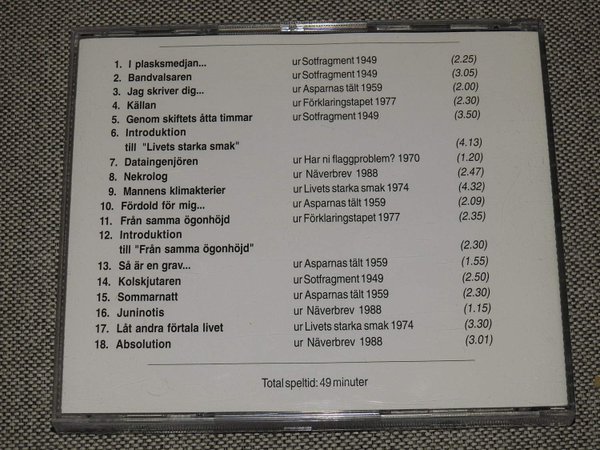 1. I plasksmedjan... ur Sotfragment 1949 (2.25)
2. Bandvalsaren ur Sotfragment 1949 (3.05)
3. Jag skriver dig... ur Asparnas tält 1959 (2.00)
4. Källan ur Förklaringstapet 1977 (2.30)
5. Genom skiftets åtta timmar ur Sotfragment 1949 (3.50)
6. Introduktion
till "Livets starka smak" (4.13)
7. Dataingenjören ur Har ni flaggproblem? 1970 (1.20)
8. Nekrolog ur Näverbrev 1988 (2.47)
9. Mannens klimakterier ur Livets starka smak 1974 (4.32)
10. Fördold för mig... ur Asparnas tält 1959 (2.09)
11. Från samma ögonhöjd ur Förklaringstapet 1977 (2.35)
12. Introduktion
till "Från samma ögonhöjd" (2.30)
13. Så är en grav... ur Asparnas tält 1959 (1.55)
14. Kolskjutaren ur Sotfragment 1949 (2.50)
15. Sommarnatt ur Asparnas tält 1959 (2.30)
16. Juninotis ur Näverbrev 1988 (1.15)
17. Låt andra förtala livet ur Livets starka smak 1974 (3.30)
18. Absolution ur Näverbrev 1988 (3.01)
Total speltid: 49 minuter